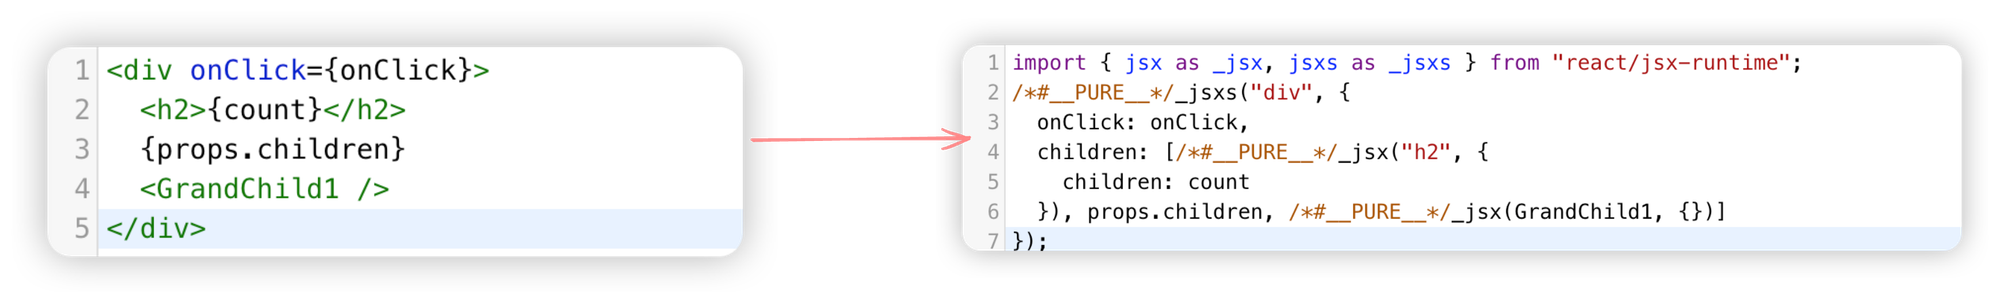 1 <div onClick={onClick}>
2   <h2>{count}</h2>
3   {props.children}
4   <GrandChild1 />
5 </div>
1 import { jsx as _jsx, jsxs as _jsxs } from "react/jsx-runtime";
2 /*#__PURE__*/_jsxs("div", {
3   onClick: onClick,
4   children: [/*#__PURE__*/_jsx("h2", {
5     children: count
6   }), props.children, /*#__PURE__*/_jsx(GrandChild1, {})]
7 });